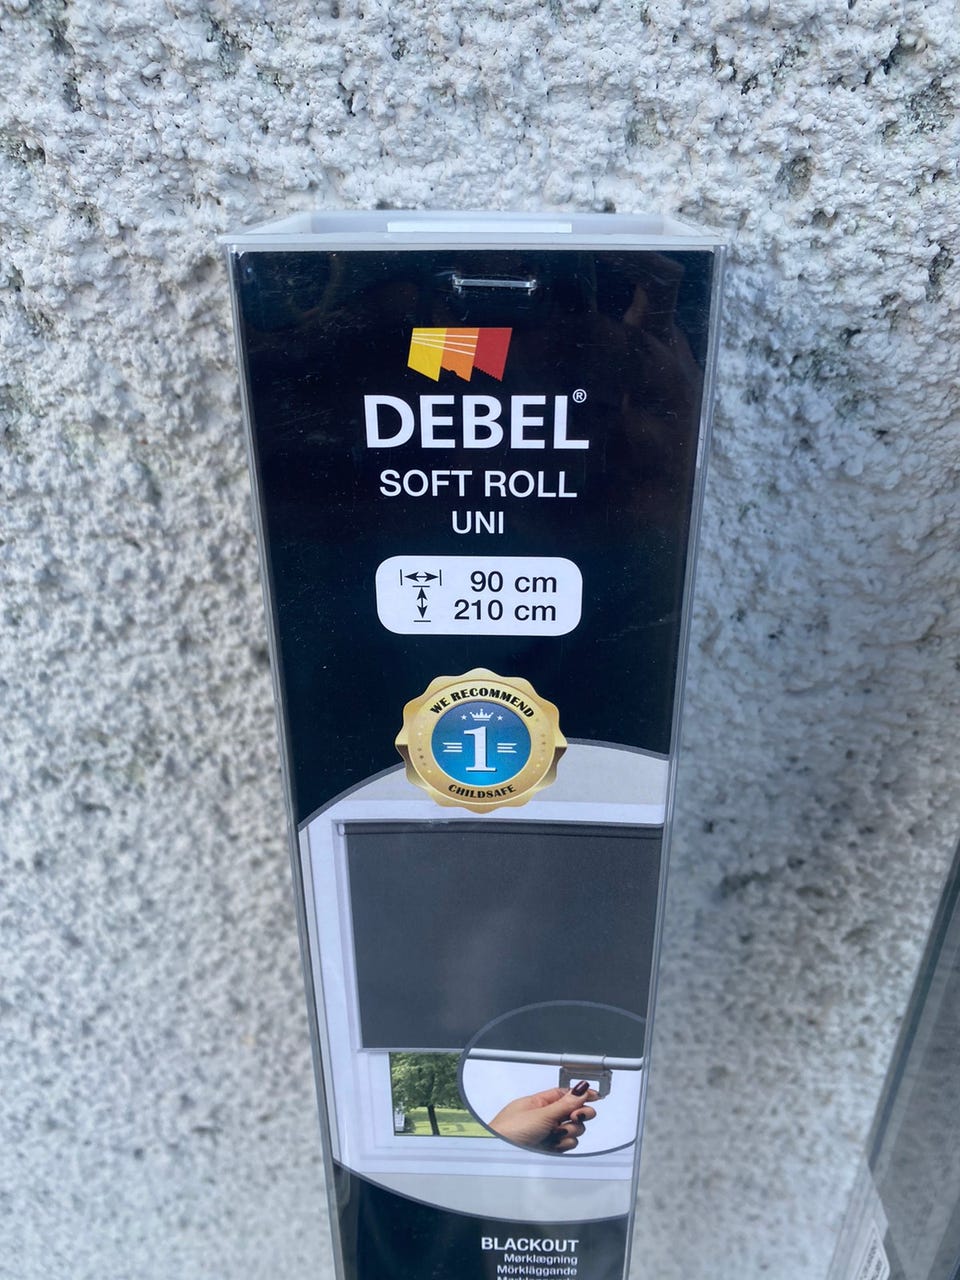 DEBEL®
SOFT ROLL
UNI
90 cm
210 cm
WE RECOMMEND
1
CHILDSAFE
BLACKOUT
Mørklægning
Mörkläggande